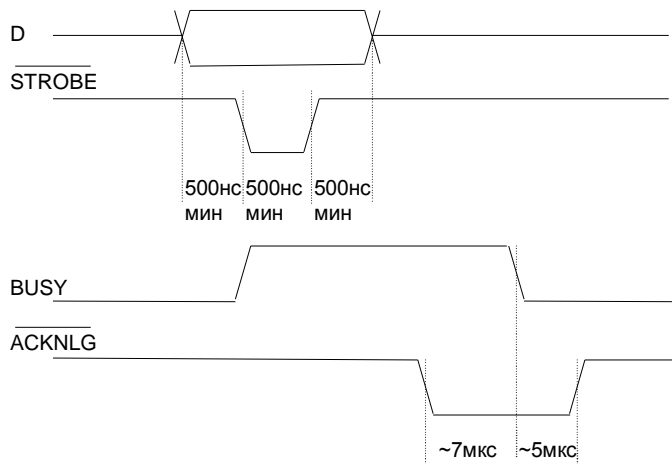 D
STROBE
500нс 500нс 500нс
мин мин мин
BUSY
ACKNLG
~7мкс ~5мкс